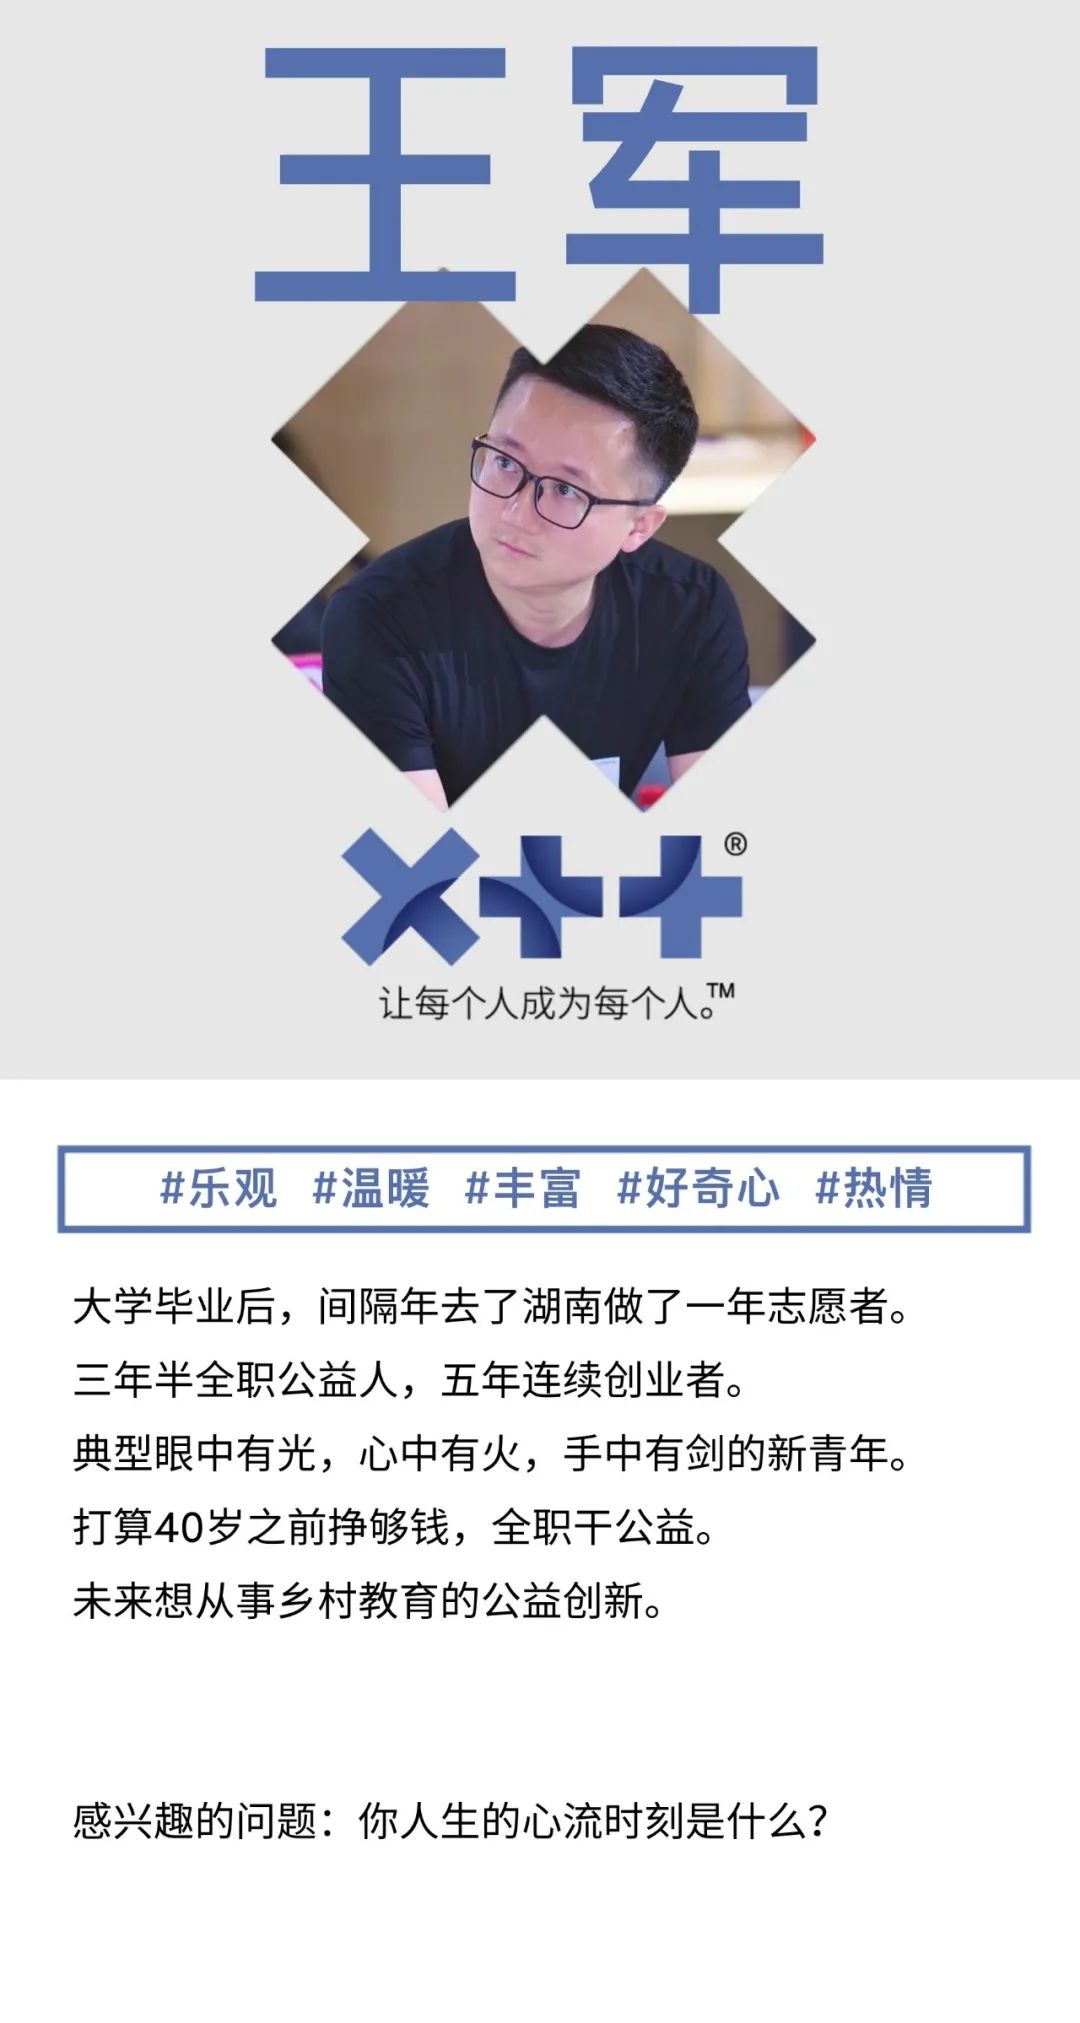 王军
x++®
让每个人成为每个人。™
#乐观 #温暖 #丰富 #好奇心 #热情
大学毕业后，间隔年去了湖南做了一年志愿者。
三年半全职公益人，五年连续创业者。
典型眼中有光，心中有火，手中有剑的新青年。
打算40岁之前挣够钱，全职干公益。
未来想从事乡村教育的公益创新。
感兴趣的问题：你人生的心流时刻是什么？